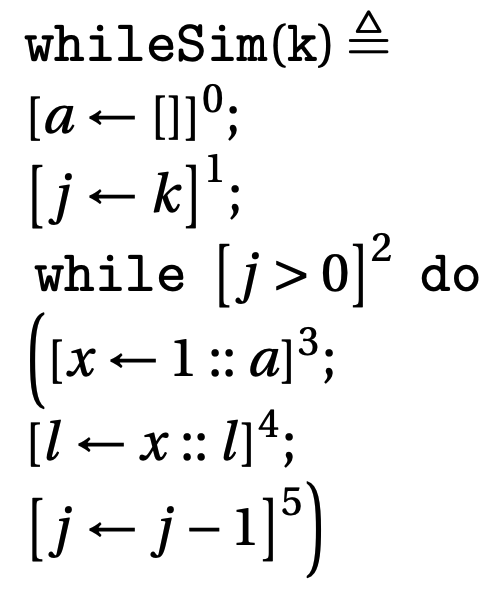 whileSim(k) ≜
[a ← []]⁰;
[j ← k]¹;
while [j > 0]² do
([x ← 1 :: a]³;
[l ← x :: l]⁴;
[j ← j − 1]⁵)